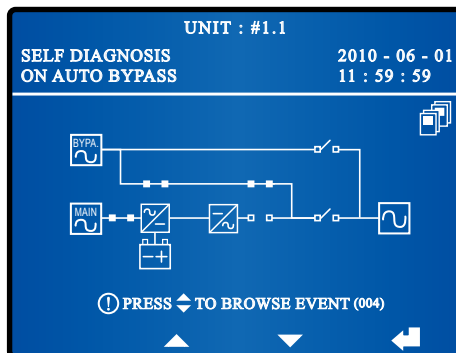 UNIT : #1.1
SELF DIAGNOSIS
2010 - 06 - 01
ON AUTO BYPASS
11 : 59 : 59
BYPA.
MAIN
! PRESS TO BROWSE EVENT (004)